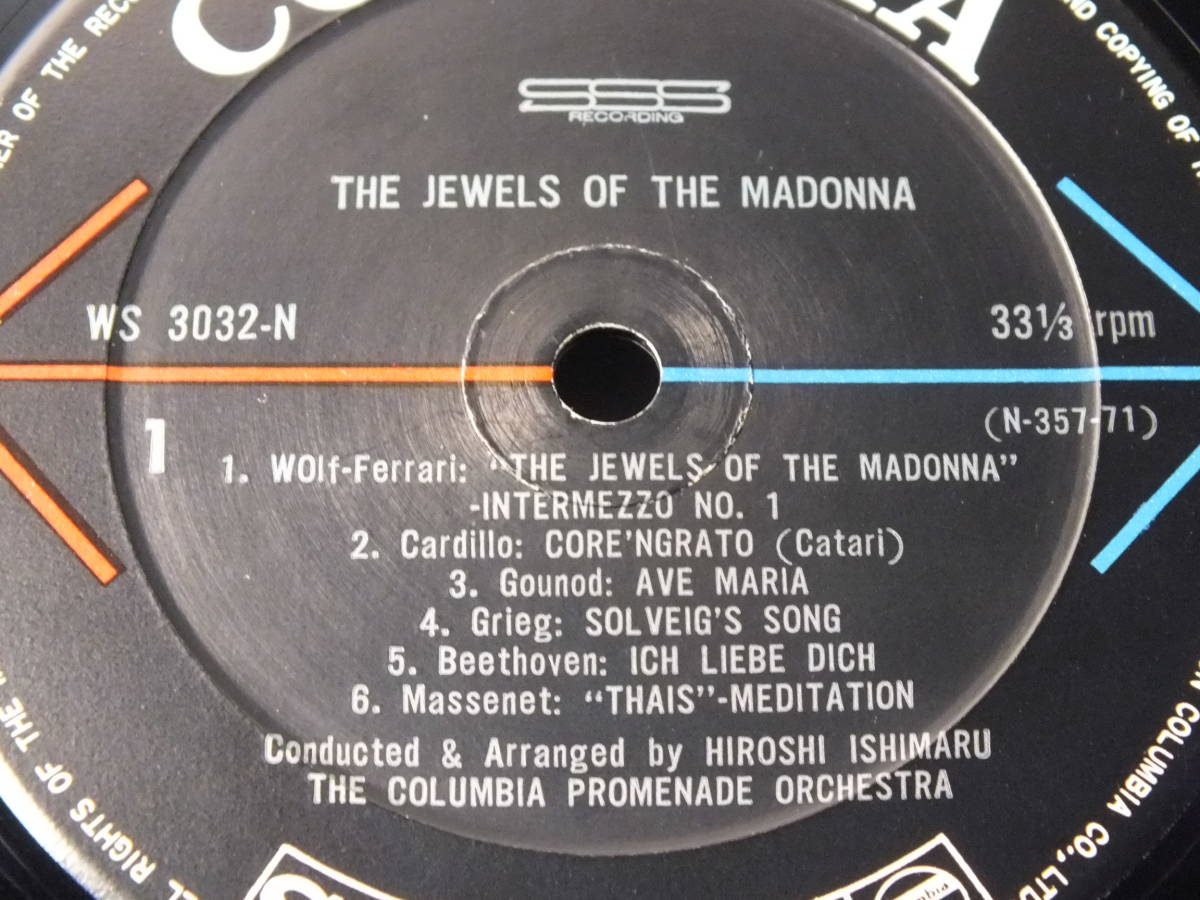 SSS
RECORDING
THE JEWELS OF THE MADONNA
WS 3032-N
33 1/3 rpm
(N-357-71)
1
1. WOlf-Ferrari: "THE JEWELS OF THE MADONNA"
-INTERMEZZO NO. 1
2. Cardillo: CORE'NGRATO (Catari)
3. Gounod: AVE MARIA
4. Grieg: SOLVEIG'S SONG
5. Beethoven: ICH LIEBE DICH
6. Massenet: "THAIS"-MEDITATION
Conducted & Arranged by HIROSHI ISHIMARU
THE COLUMBIA PROMENADE ORCHESTRA
OF THE
AND COPYING OF
RIGHTS OF THE
COLUMBIA CO., LTD